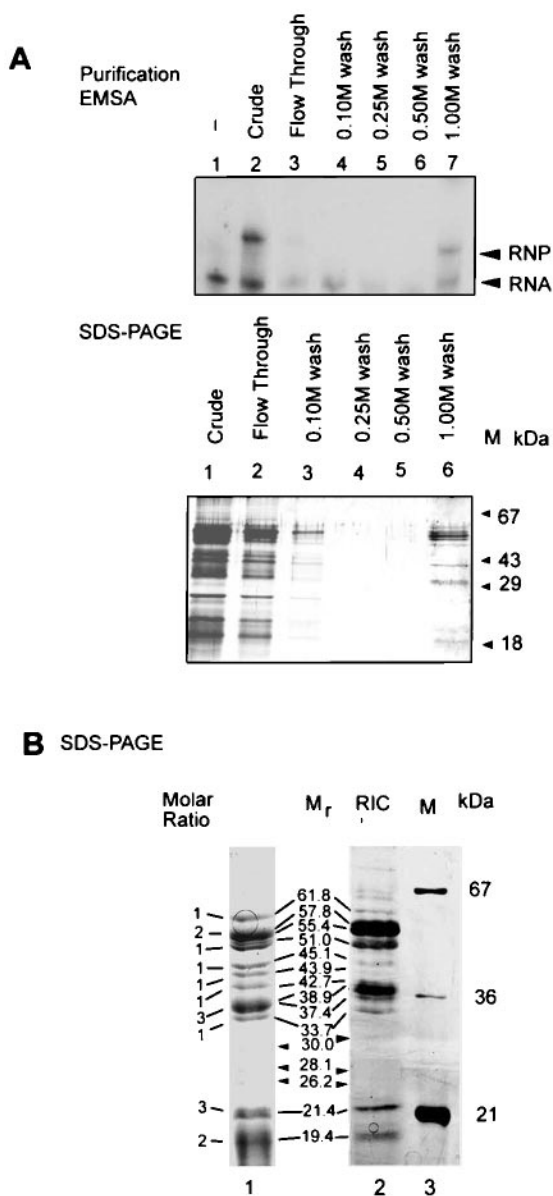 A
Purification
EMSA
–
Crude
Flow Through
0.10M wash
0.25M wash
0.50M wash
1.00M wash
1 2 3 4 5 6 7
RNP
RNA
SDS-PAGE
Crude
Flow Through
0.10M wash
0.25M wash
0.50M wash
1.00M wash
M kDa
1 2 3 4 5 6
67
43
29
18
B SDS-PAGE
Molar
Ratio
Mr RIC M kDa
1
2
1
1
1
1
3
1
3
2
61.8
57.8
55.4
51.0
45.1
43.9
42.7
38.9
37.4
33.7
30.0
28.1
26.2
21.4
19.4
67
36
21
1 2 3